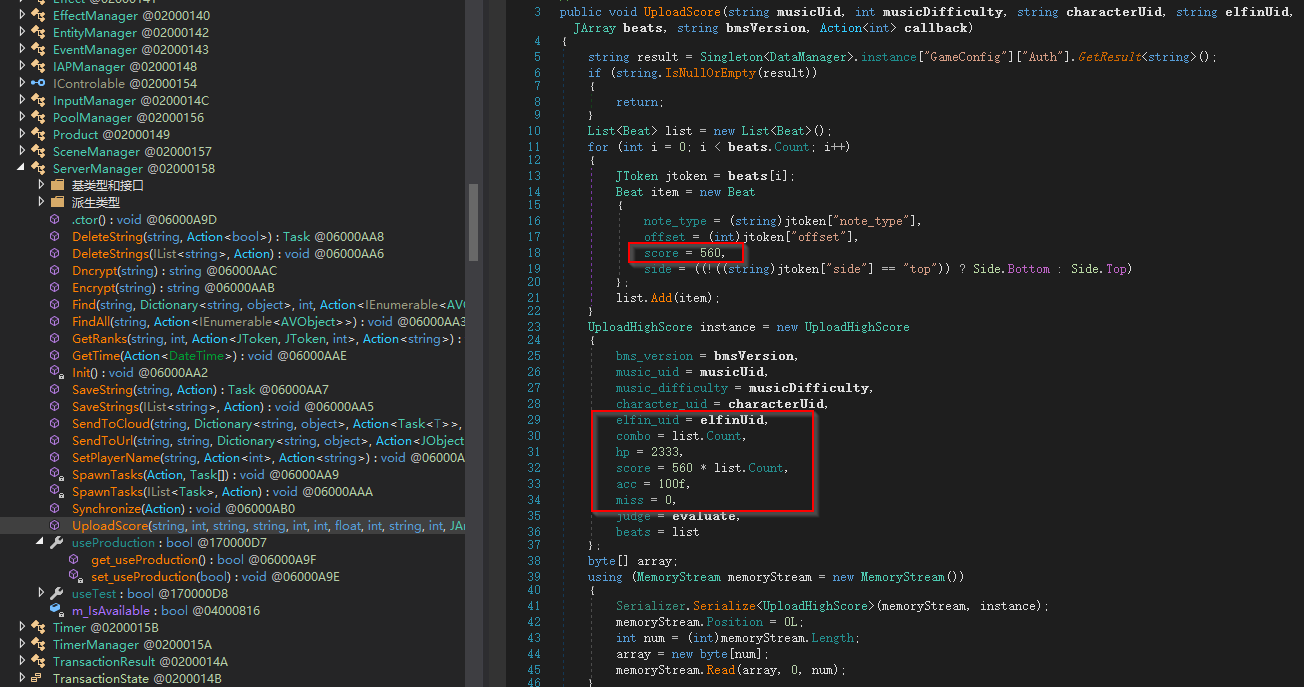 Effect @02000141
EffectManager @02000140
EntityManager @02000142
EventManager @02000143
IAPManager @02000148
IControlable @02000154
InputManager @0200014C
PoolManager @02000156
Product @02000149
SceneManager @02000157
ServerManager @02000158
基类型和接口
派生类型
.ctor() : void @06000A9D
DeleteString(string, Action<bool>) : Task @06000AA8
DeleteStrings(IList<string>, Action) : void @06000AA6
Dncrypt(string) : string @06000AAC
Encrypt(string) : string @06000AAB
Find(string, Dictionary<string, object>, int, Action<IEnumerable<AVO
FindAll(string, Action<IEnumerable<AVObject>>) : void @06000AA3
GetRanks(string, int, Action<JToken, JToken, int>, Action<string>) :
GetTime(Action<DateTime>) : void @06000AAE
Init() : void @06000AA2
SaveString(string, Action) : Task @06000AA7
SaveStrings(IList<string>, Action) : void @06000AA5
SendToCloud(string, Dictionary<string, object>, Action<Task<T>>,
SendToUrl(string, string, Dictionary<string, object>, Action<JObject
SetPlayerName(string, Action<int>, Action<string>) : void @06000A
SpawnTasks(Action, Task[]) : void @06000AA9
SpawnTasks(IList<Task>, Action) : void @06000AAA
Synchronize(Action) : void @06000AB0
UploadScore(string, int, string, string, int, int, float, int, string, int, JAr
useProduction : bool @170000D7
get_useProduction() : bool @06000A9F
set_useProduction(bool) : void @06000A9E
useTest : bool @170000D8
m_IsAvailable : bool @04000816
Timer @0200015B
TimerManager @0200015A
TransactionResult @0200014A
TransactionState @0200014B
3 public void UploadScore(string musicUid, int musicDifficulty, string characterUid, string elfinUid,
JArray beats, string bmsVersion, Action<int> callback)
4 {
5 string result = Singleton<DataManager>.instance["GameConfig"]["Auth"].GetResult<string>();
6 if (string.IsNullOrEmpty(result))
7 {
8 return;
9 }
10 List<Beat> list = new List<Beat>();
11 for (int i = 0; i < beats.Count; i++)
12 {
13 JToken jtoken = beats[i];
14 Beat item = new Beat
15 {
16 note_type = (string)jtoken["note_type"],
17 offset = (int)jtoken["offset"],
18 score = 560,
19 side = ((!((string)jtoken["side"] == "top")) ? Side.Bottom : Side.Top)
20 };
21 list.Add(item);
22 }
23 UploadHighScore instance = new UploadHighScore
24 {
25 bms_version = bmsVersion,
26 music_uid = musicUid,
27 music_difficulty = musicDifficulty,
28 character_uid = characterUid,
29 elfin_uid = elfinUid,
30 combo = list.Count,
31 hp = 2333,
32 score = 560 * list.Count,
33 acc = 100f,
34 miss = 0,
35 judge = evaluate,
36 beats = list
37 };
38 byte[] array;
39 using (MemoryStream memoryStream = new MemoryStream())
40 {
41 Serializer.Serialize<UploadHighScore>(memoryStream, instance);
42 memoryStream.Position = 0L;
43 int num = (int)memoryStream.Length;
44 array = new byte[num];
45 memoryStream.Read(array, 0, num);
46 }